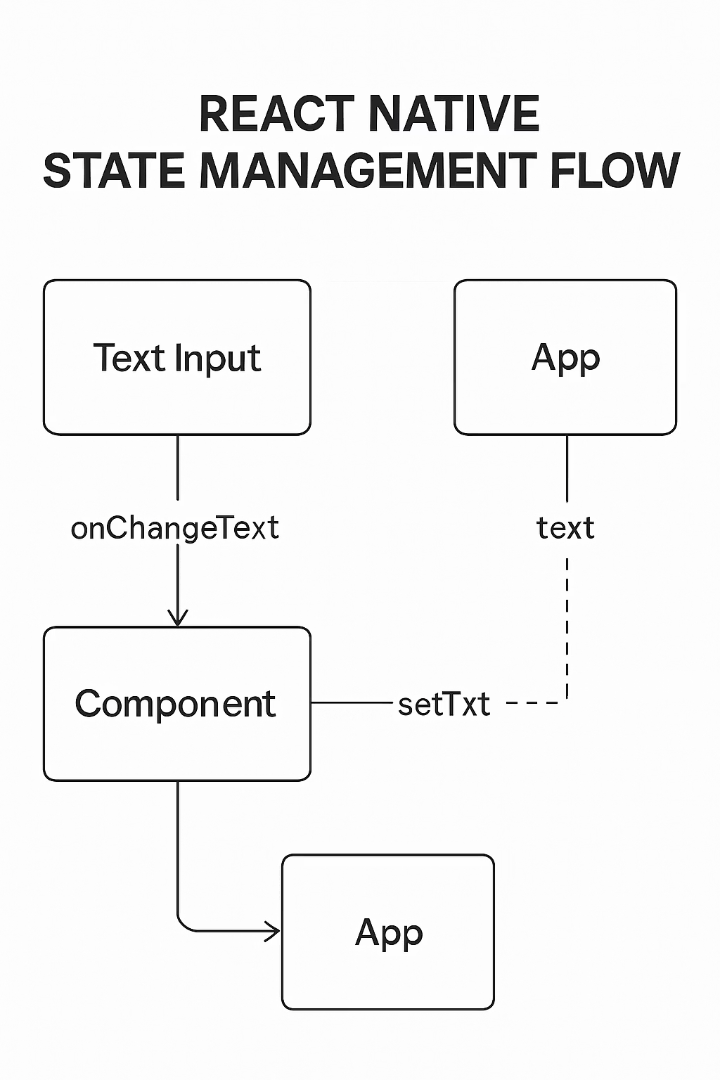 REACT NATIVE
STATE MANAGEMENT FLOW
Text Input
App
onChangeText
text
Component
setTxt
App